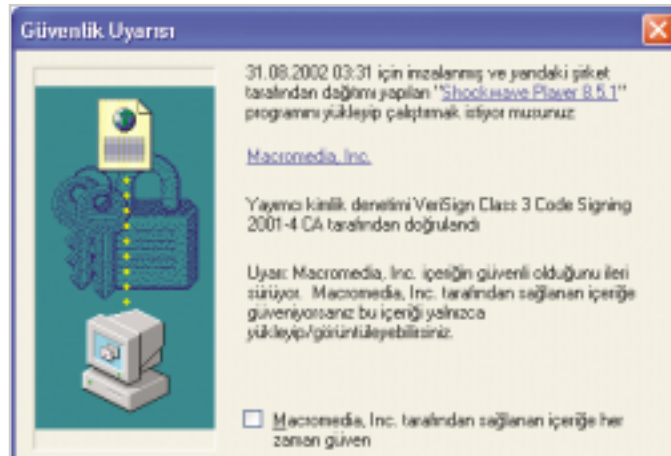 Güvenlik Uyarısı
31.08.2002 03:31 için imzalanmış ve yandaki şirket
tarafından dağıtımı yapılan "Shockwave Player 8.5.1"
programını yükleyip çalıştırmak istiyor musunuz
Macromedia, Inc.
Yayımcı kimlik denetimi VeriSign Class 3 Code Signing
2001-4 CA tarafından doğrulandı
Uyarı: Macromedia, Inc. içeriğin güvenli olduğunu ileri
sürüyor. Macromedia, Inc. tarafından sağlanan içeriğe
güveniyorsanız bu içeriği yalnızca
yükleyip/görüntüleyebilirsiniz.
Macromedia, Inc. tarafından sağlanan içeriğe her
zaman güven